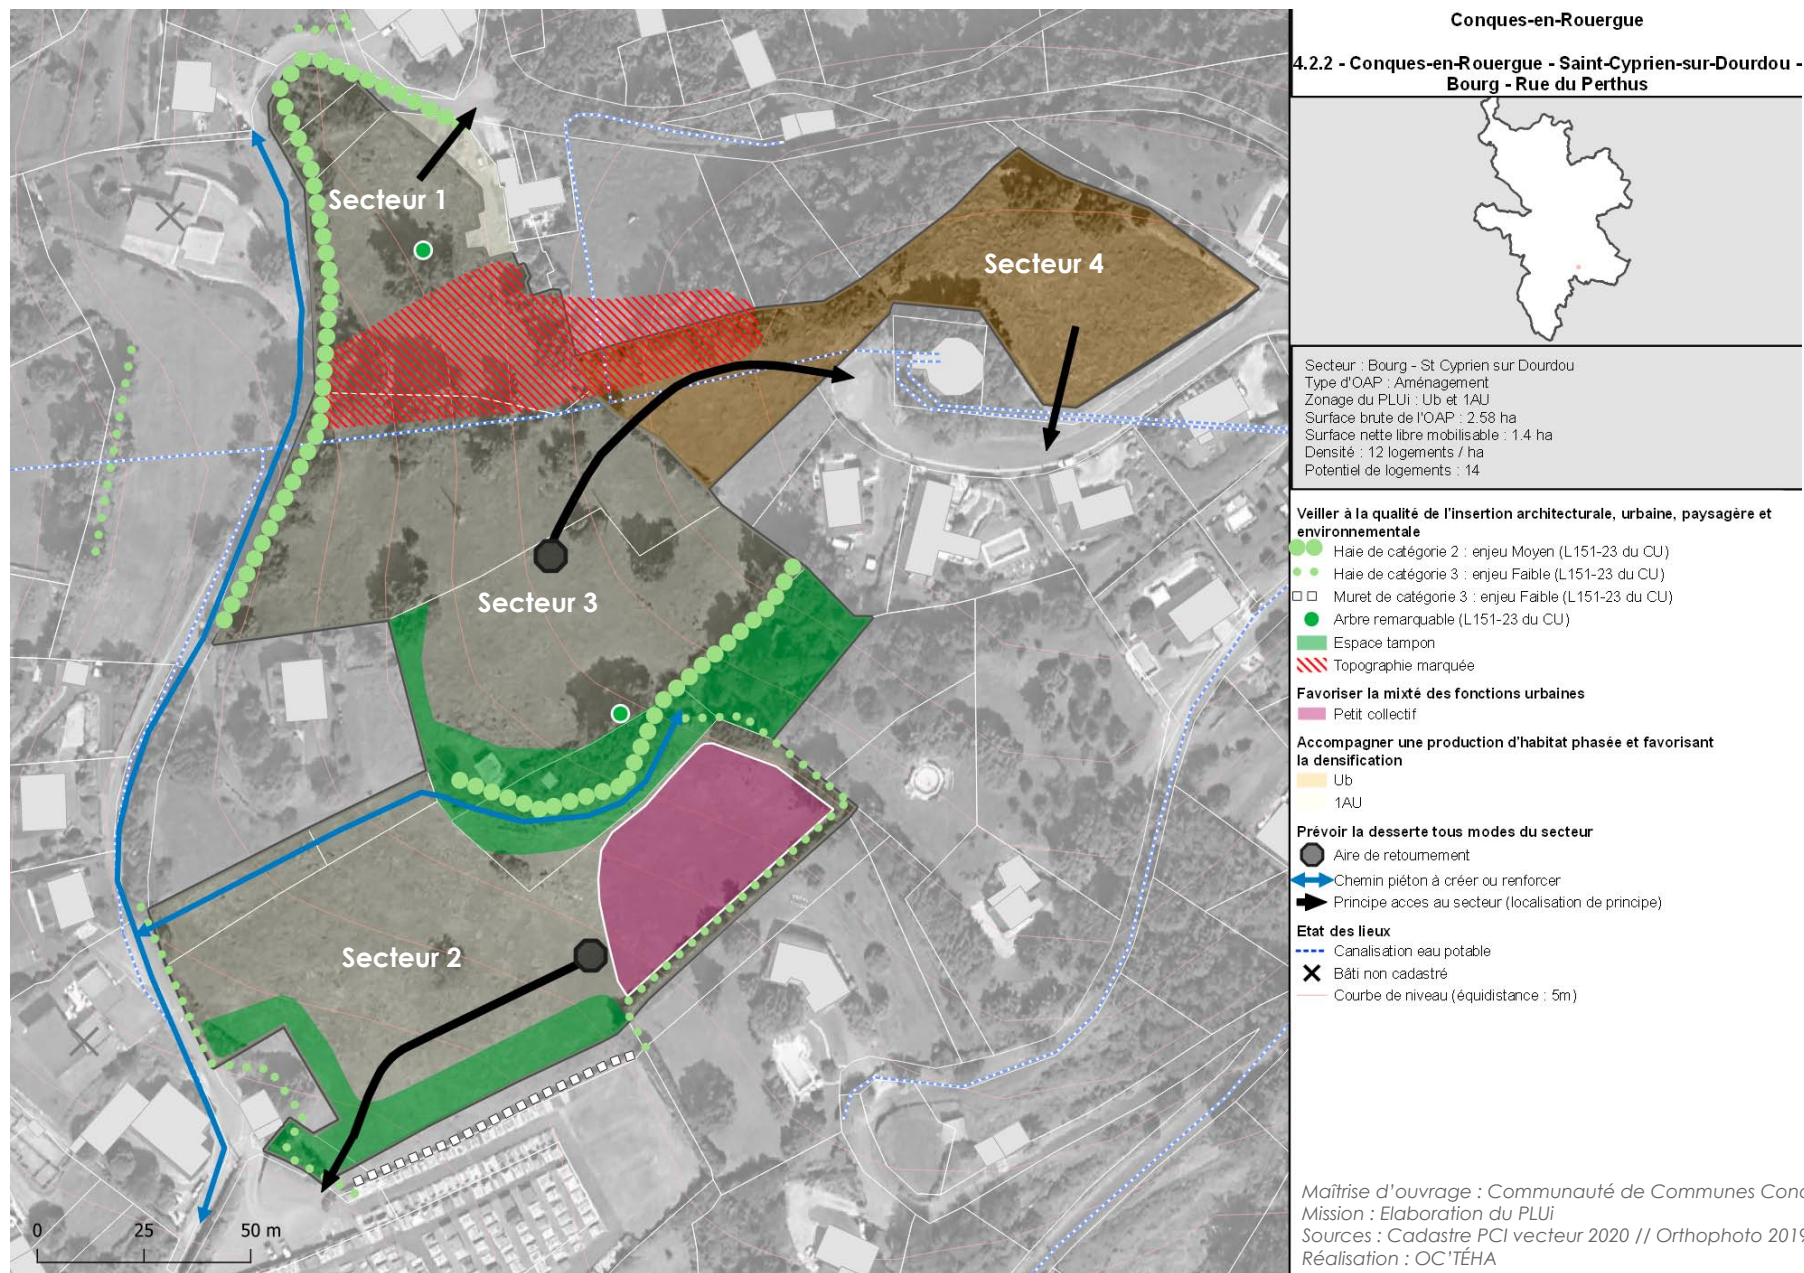 Conques-en-Rouergue
4.2.2 - Conques-en-Rouergue - Saint-Cyprien-sur-Dourdou -
Bourg - Rue du Perthus
Secteur : Bourg - St Cyprien sur Dourdou
Type d'OAP : Aménagement
Zonage du PLUi : Ub et 1AU
Surface brute de l'OAP : 2.58 ha
Surface nette libre mobilisable : 1.4 ha
Densité : 12 logements / ha
Potentiel de logements : 14
Veiller à la qualité de l'insertion architecturale, urbaine, paysagère et
environnementale
Haie de catégorie 2 : enjeu Moyen (L151-23 du CU)
Haie de catégorie 3 : enjeu Faible (L151-23 du CU)
Muret de catégorie 3 : enjeu Faible (L151-23 du CU)
Arbre remarquable (L151-23 du CU)
Espace tampon
Topographie marquée
Favoriser la mixté des fonctions urbaines
Petit collectif
Accompagner une production d'habitat phasée et favorisant
la densification
Ub
1AU
Prévoir la desserte tous modes du secteur
Aire de retournement
Chemin piéton à créer ou renforcer
Principe acces au secteur (localisation de principe)
Etat des lieux
Canalisation eau potable
Bâti non cadastré
Courbe de niveau (équidistance : 5m)
Maîtrise d'ouvrage : Communauté de Communes Conc
Mission : Elaboration du PLUi
Sources : Cadastre PCI vecteur 2020 // Orthophoto 2019
Réalisation : OC'TÉHA
Secteur 1
Secteur 4
Secteur 3
Secteur 2
0 25 50 m